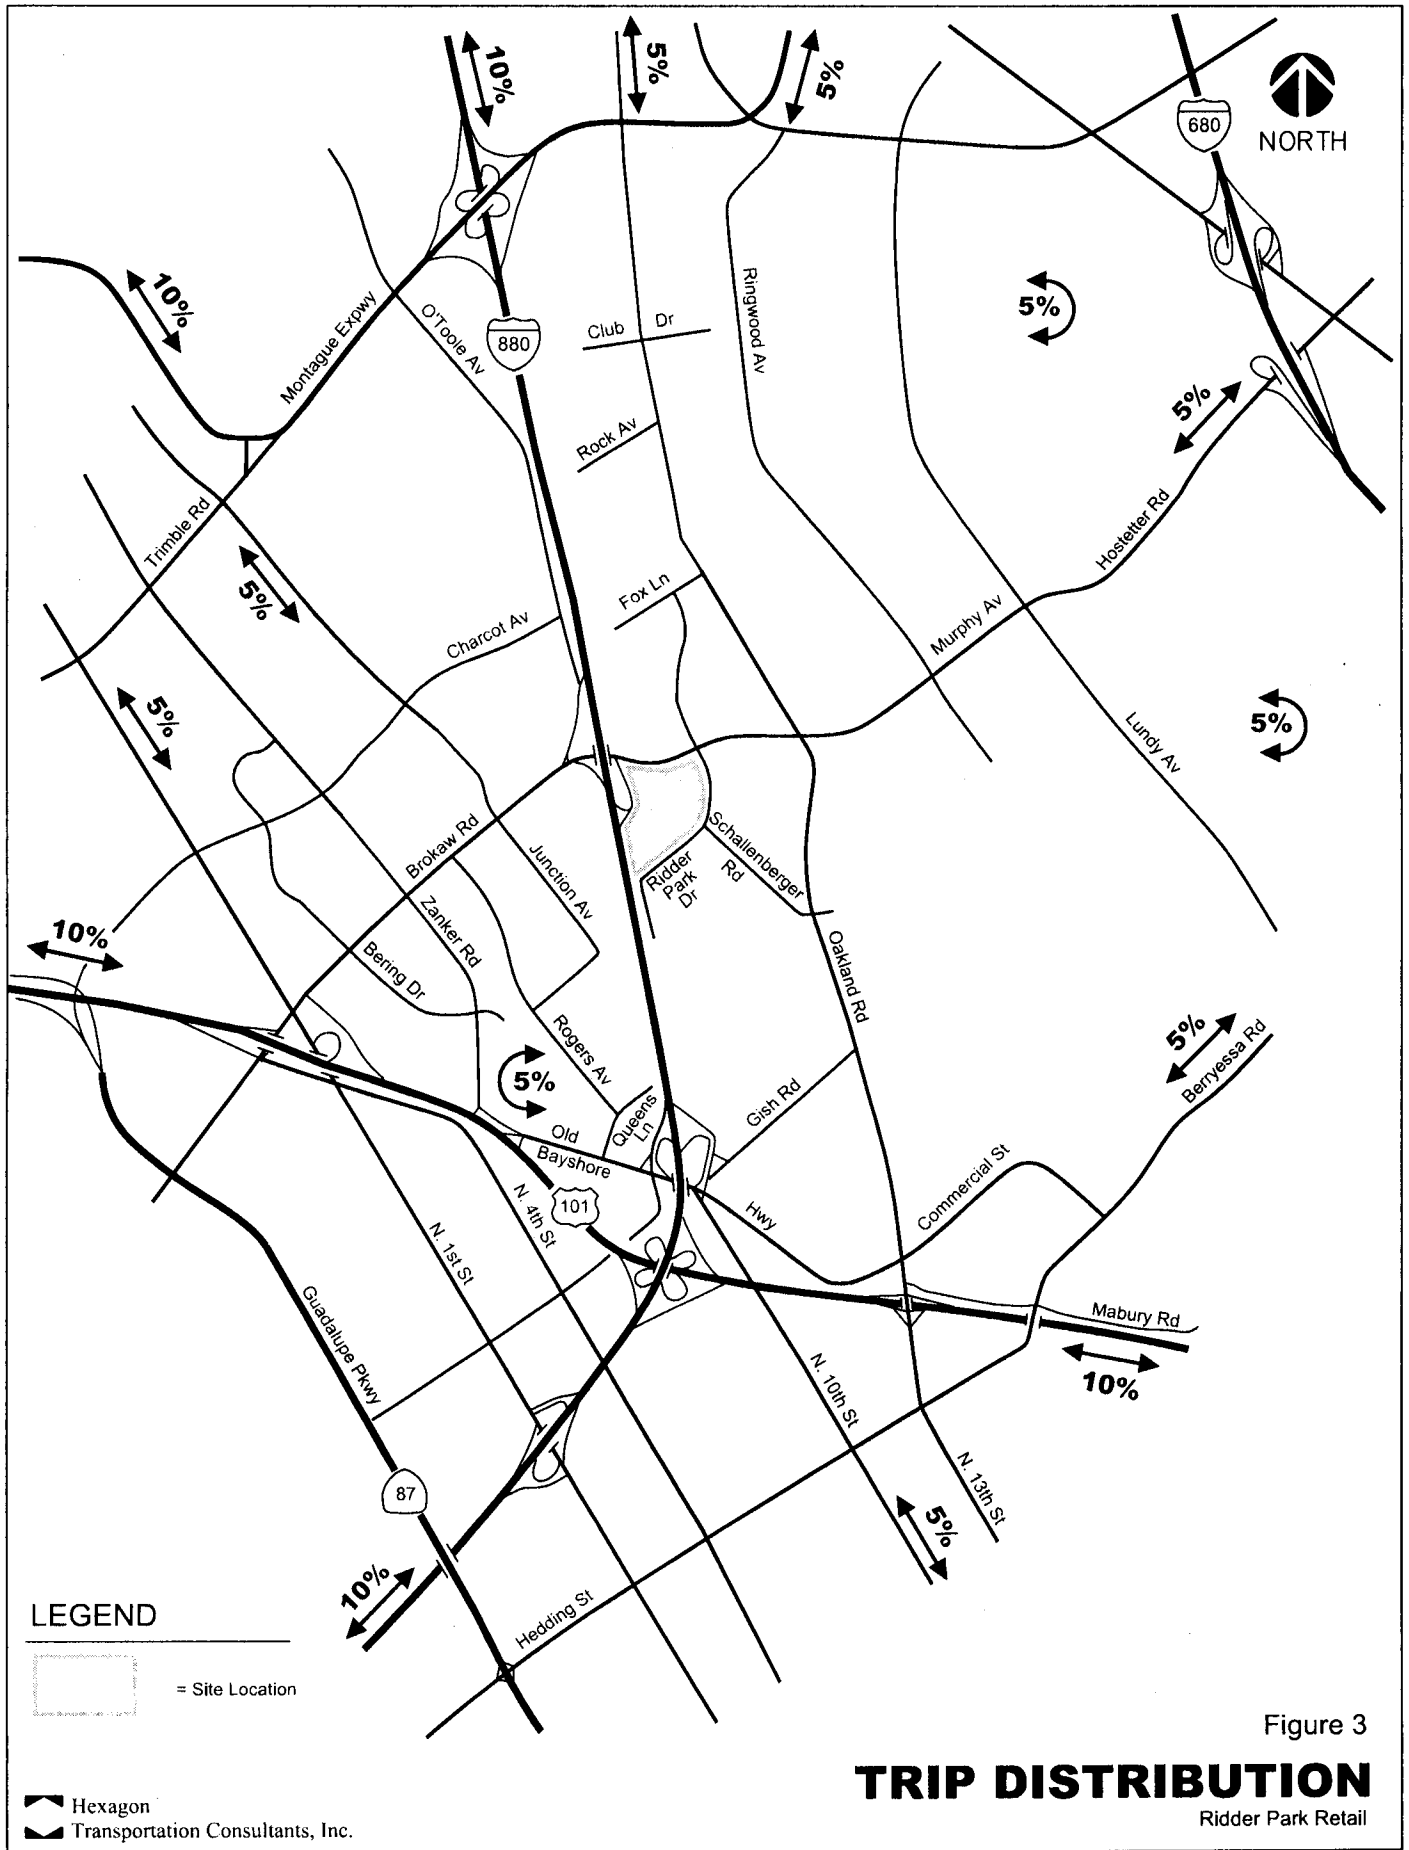 10%
5%
5%
680
NORTH
10%
Montague Expwy
O'Toole Av
880
Club Dr
Ringwood Av
5%
5%
Rock Av
Trimble Rd
Hostetter Rd
5%
Fox Ln
Charcot Av
Murphy Av
5%
Lundy Av
5%
Brokaw Rd
Junction Av
Schallenberger
Rd
Ridder
Park
Dr
Zanker Rd
10%
Bering Dr
Oakland Rd
Rogers Av
5%
5%
Berryessa Rd
Queens
Ln
Gish Rd
Old
Bayshore
Hwy
Commercial St
101
N. 4th St
N. 1st St
Guadalupe Pkwy
Mabury Rd
10%
N. 10th St
N. 13th St
87
5%
10%
Hedding St
LEGEND
= Site Location
Figure 3
TRIP DISTRIBUTION
Ridder Park Retail
Hexagon
Transportation Consultants, Inc.